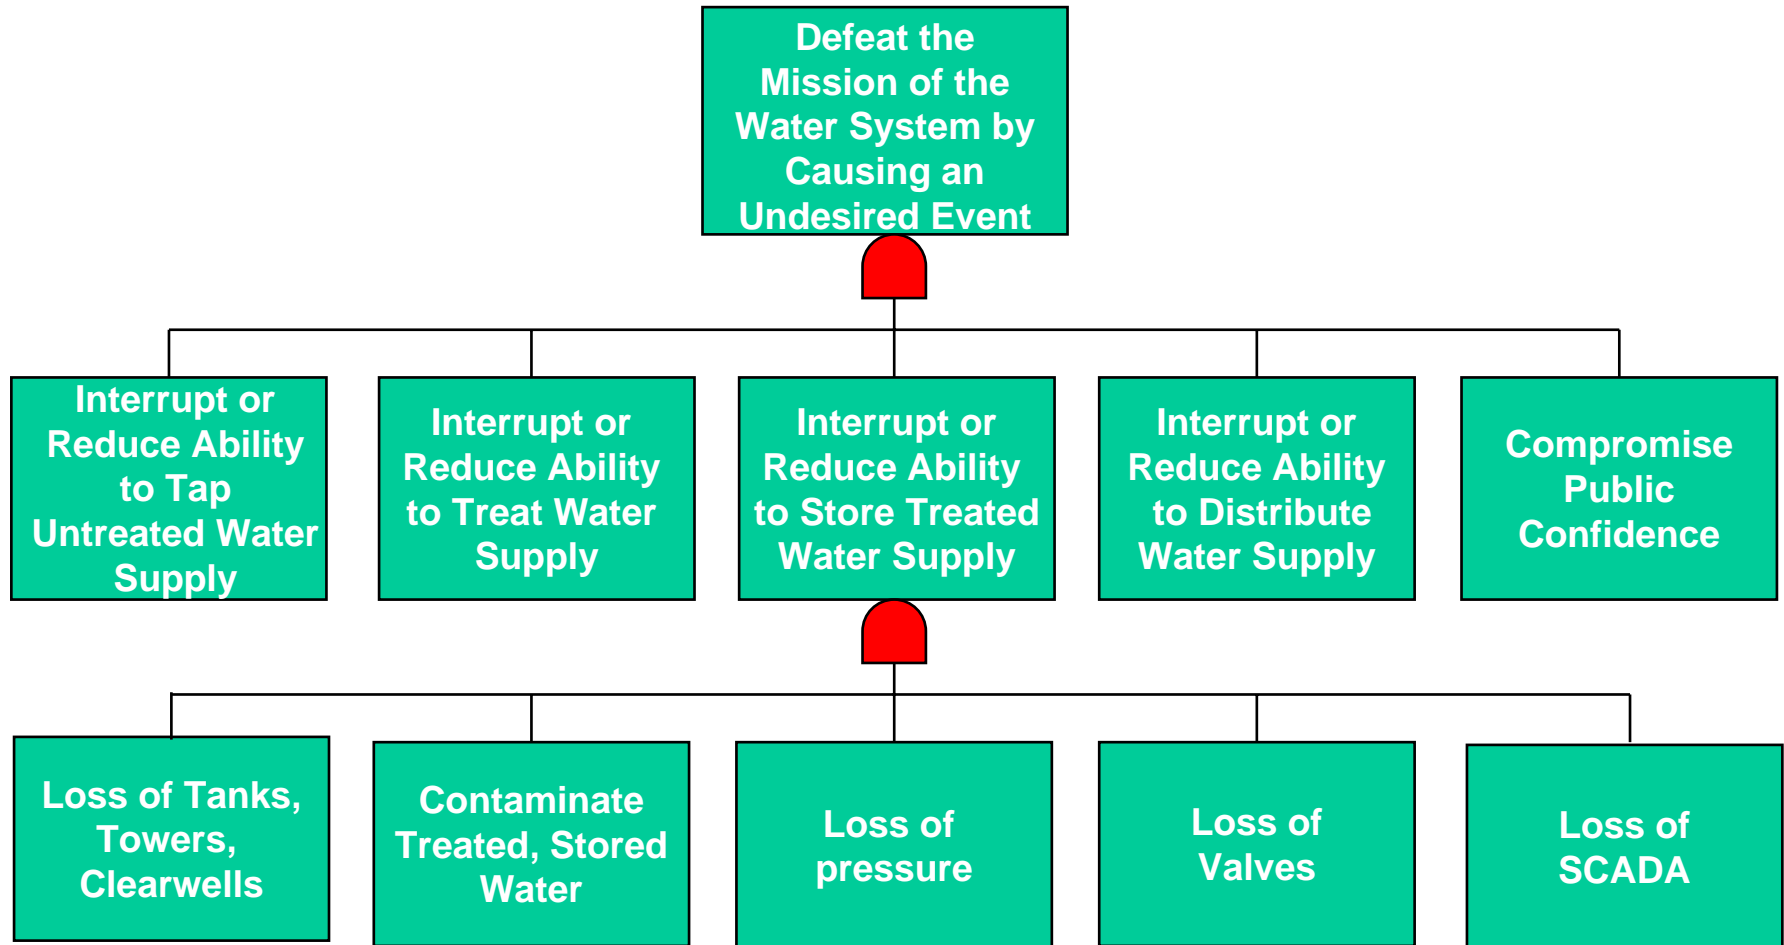 Defeat the
Mission of the
Water System by
Causing an
Undesired Event
Interrupt or
Reduce Ability
to Tap
Untreated Water
Supply
Interrupt or
Reduce Ability
to Treat Water
Supply
Interrupt or
Reduce Ability
to Store Treated
Water Supply
Interrupt or
Reduce Ability
to Distribute
Water Supply
Compromise
Public
Confidence
Loss of Tanks,
Towers,
Clearwells
Contaminate
Treated, Stored
Water
Loss of
pressure
Loss of
Valves
Loss of
SCADA